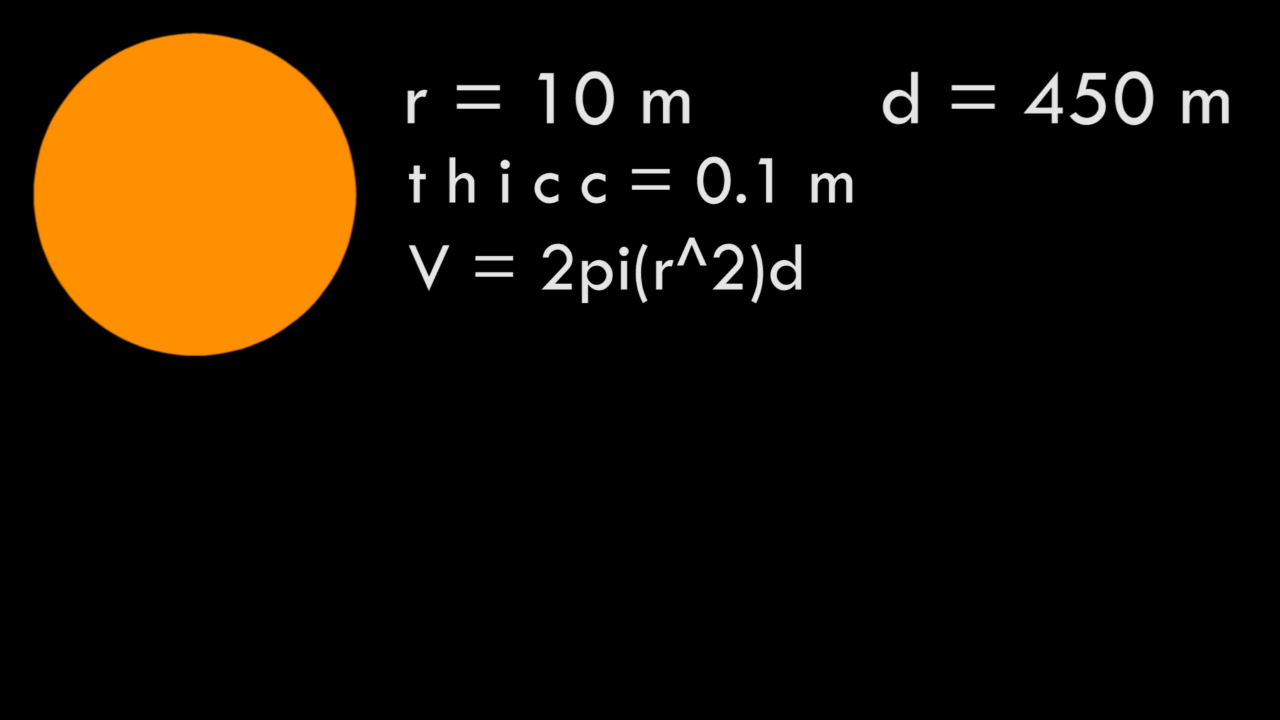 r = 10 m d = 450 m
t h i c c = 0.1 m
V = 2pi(r^2)d